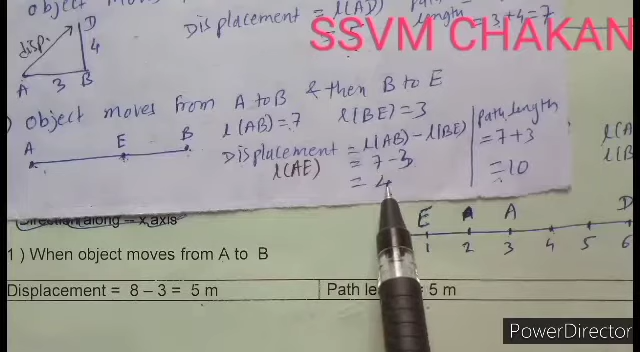 object moves
D
Displacement = l(AD)
length = 3+4=7
= 5
SSVM CHAKAN
disp.
4
A 3 B
Object moves from A to B & then B to E
l(AB)=7 l(BE)=3
path length
A E B
Displacement = l(AB) - l(BE)
= 7+3
l(AE) = 7-3
= 10
= 4
l(A
l(B
Direction along = x axis
E A A D
1 2 3 4 5 6
1 ) When object moves from A to B
Displacement = 8 – 3 = 5 m
Path le = 5 m
PowerDirector